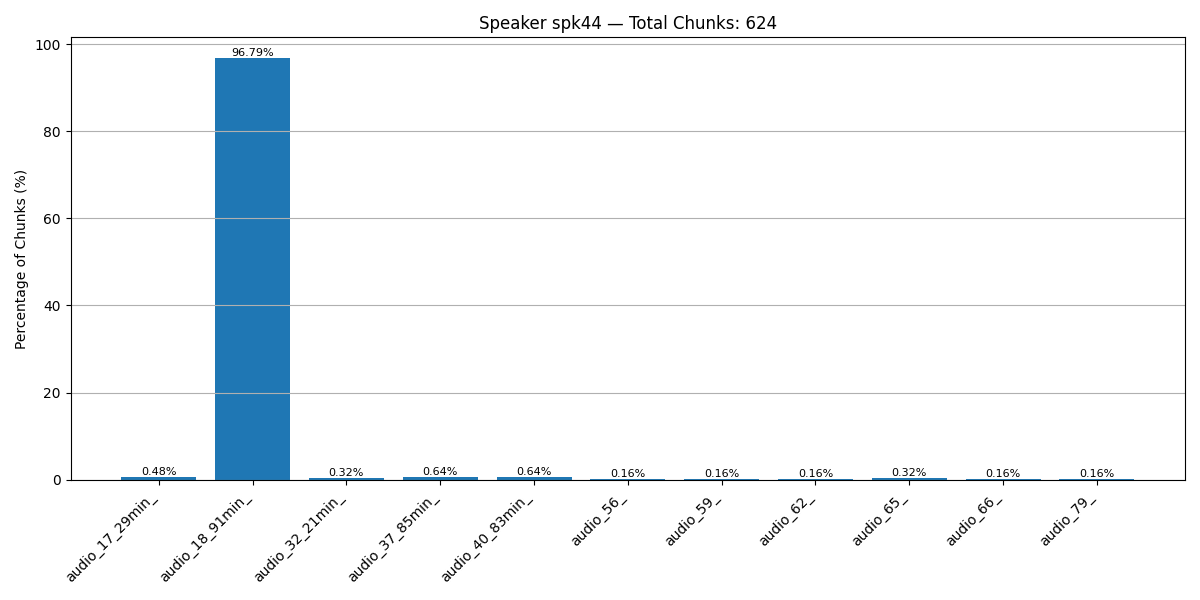 Speaker spk44 — Total Chunks: 624
Percentage of Chunks (%)
100
80
60
40
20
0
0.48%
96.79%
0.32%
0.64%
0.64%
0.16%
0.16%
0.16%
0.32%
0.16%
0.16%
audio_17_29min_
audio_18_91min_
audio_32_21min_
audio_37_85min_
audio_40_83min_
audio_56_
audio_59_
audio_62_
audio_65_
audio_66_
audio_79_